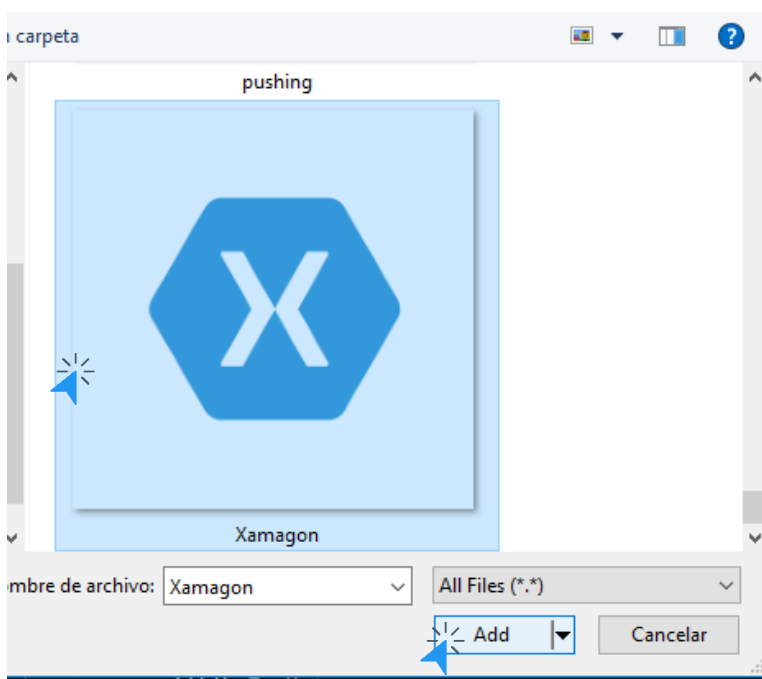 carpeta
pushing
X
Xamagon
mbre de archivo: Xamagon All Files (*.*)
Add Cancelar